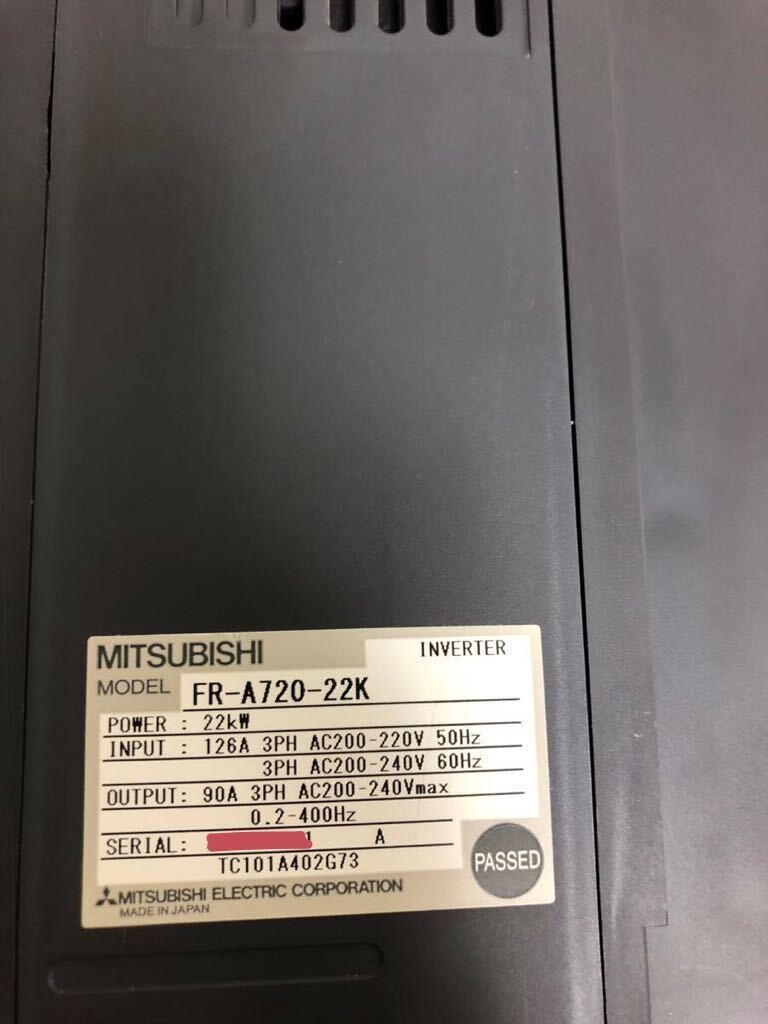 MITSUBISHI INVERTER
MODEL FR-A720-22K
POWER : 22kW
INPUT : 126A 3PH AC200-220V 50Hz
3PH AC200-240V 60Hz
OUTPUT: 90A 3PH AC200-240Vmax
0.2-400Hz
SERIAL: A
TC101A402G73
PASSED
MITSUBISHI ELECTRIC CORPORATION
MADE IN JAPAN